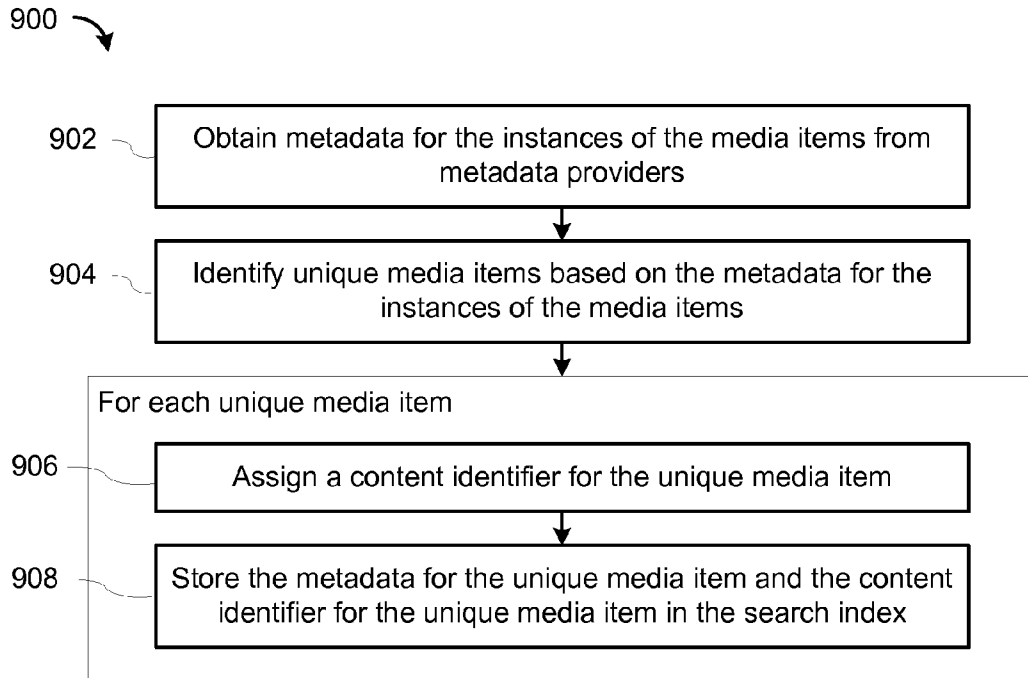 900
902
Obtain metadata for the instances of the media items from
metadata providers
904
Identify unique media items based on the metadata for the
instances of the media items
For each unique media item
906
Assign a content identifier for the unique media item
908
Store the metadata for the unique media item and the content
identifier for the unique media item in the search index